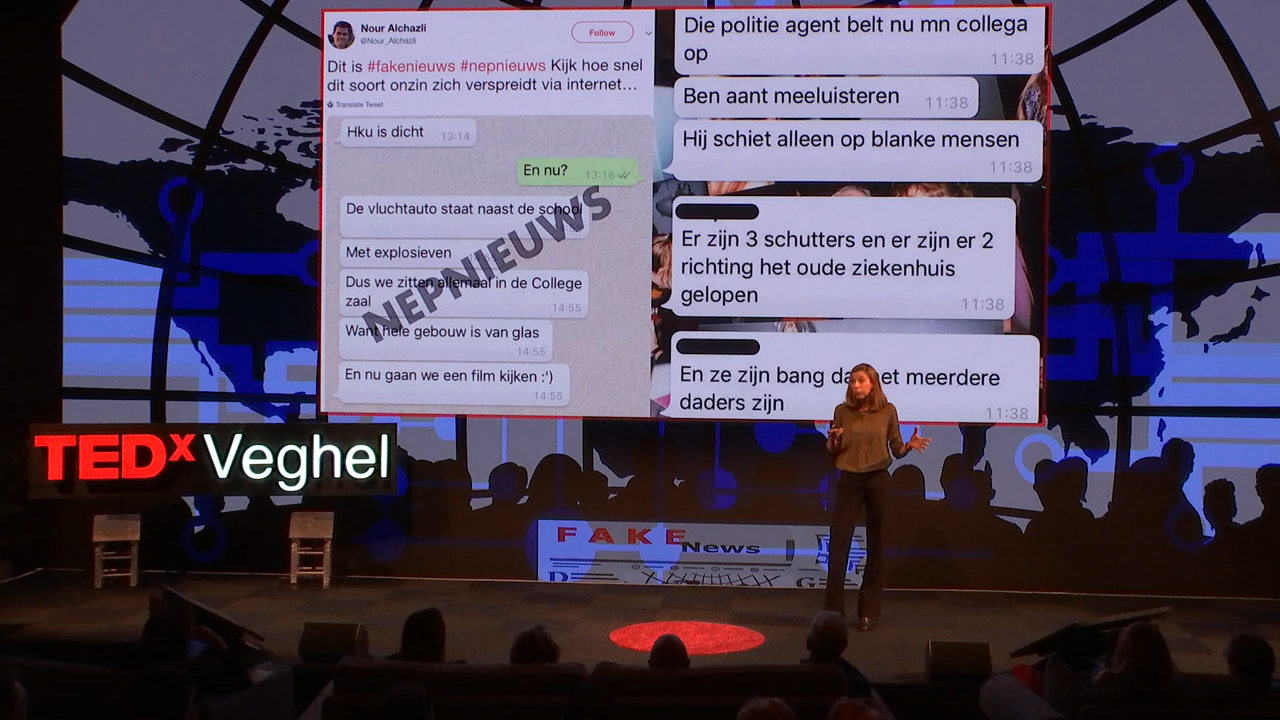 Nour Alchazli
@Nour_Alchazli
Follow
Dit is #fakenieuws #nepnieuws Kijk hoe snel
dit soort onzin zich verspreidt via internet...
Translate Tweet
Hku is dicht 13:14
En nu? 13:16
De vluchtauto staat naast de school
Met explosieven
Dus we zitten allemaal in de College
zaal 14:55
Want hele gebouw is van glas
14:55
En nu gaan we een film kijken :')
14:55
NEPNIEUWS
Die politie agent belt nu mn collega
op 11:38
Ben aant meeluisteren 11:38
Hij schiet alleen op blanke mensen
11:38
Er zijn 3 schutters en er zijn er 2
richting het oude ziekenhuis
gelopen 11:38
En ze zijn bang da et meerdere
daders zijn 11:38
TEDx Veghel
FAKE
News